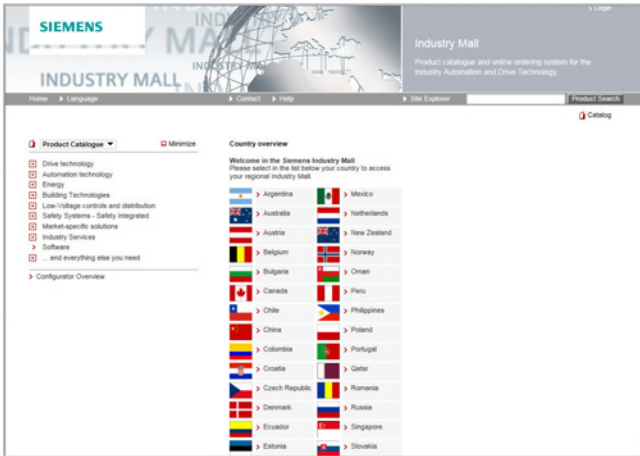 Login
SIEMENS
INDUSTRY MALL
Industry Mall
Product catalogue and online ordering system for the
Industry Automation and Drive Technology
Home Language Contact Help Site Explorer Product Search
Catalog
Product Catalogue Minimize
Drive technology
Automation technology
Energy
Building Technologies
Low-Voltage controls and distribution
Safety Systems - Safety Integrated
Market-specific solutions
Industry Services
Software
... and everything else you need
Configurator Overview
Country overview
Welcome in the Siemens Industry Mall
Please select in the list below your country to access
your regional Industry Mall.
Argentina Mexico
Australia Netherlands
Austria New Zealand
Belgium Norway
Bulgaria Oman
Canada Peru
Chile Philippines
China Poland
Colombia Portugal
Croatia Qatar
Czech Republic Romania
Denmark Russia
Ecuador Singapore
Estonia Slovakia